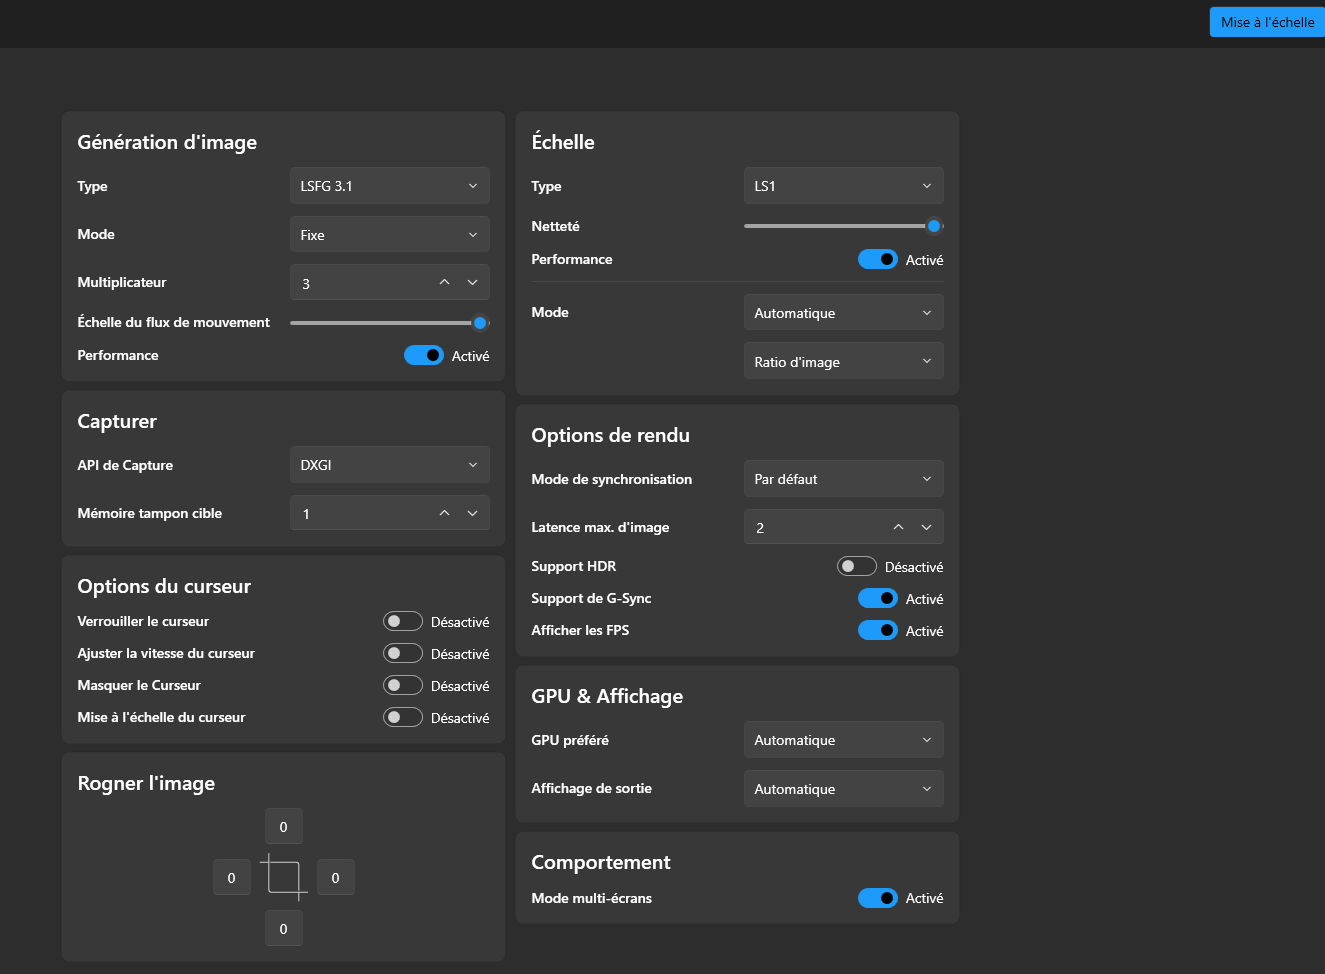 Mise à l'échelle
Génération d'image
Type
LSFG 3.1
Mode
Fixe
Multiplicateur
3
Échelle du flux de mouvement
Performance
Activé
Capturer
API de Capture
DXGI
Mémoire tampon cible
1
Options du curseur
Verrouiller le curseur
Désactivé
Ajuster la vitesse du curseur
Désactivé
Masquer le Curseur
Désactivé
Mise à l'échelle du curseur
Désactivé
Rogner l'image
0
0
0
0
Échelle
Type
LS1
Netteté
Performance
Activé
Mode
Automatique
Ratio d'image
Options de rendu
Mode de synchronisation
Par défaut
Latence max. d'image
2
Support HDR
Désactivé
Support de G-Sync
Activé
Afficher les FPS
Activé
GPU & Affichage
GPU préféré
Automatique
Affichage de sortie
Automatique
Comportement
Mode multi-écrans
Activé